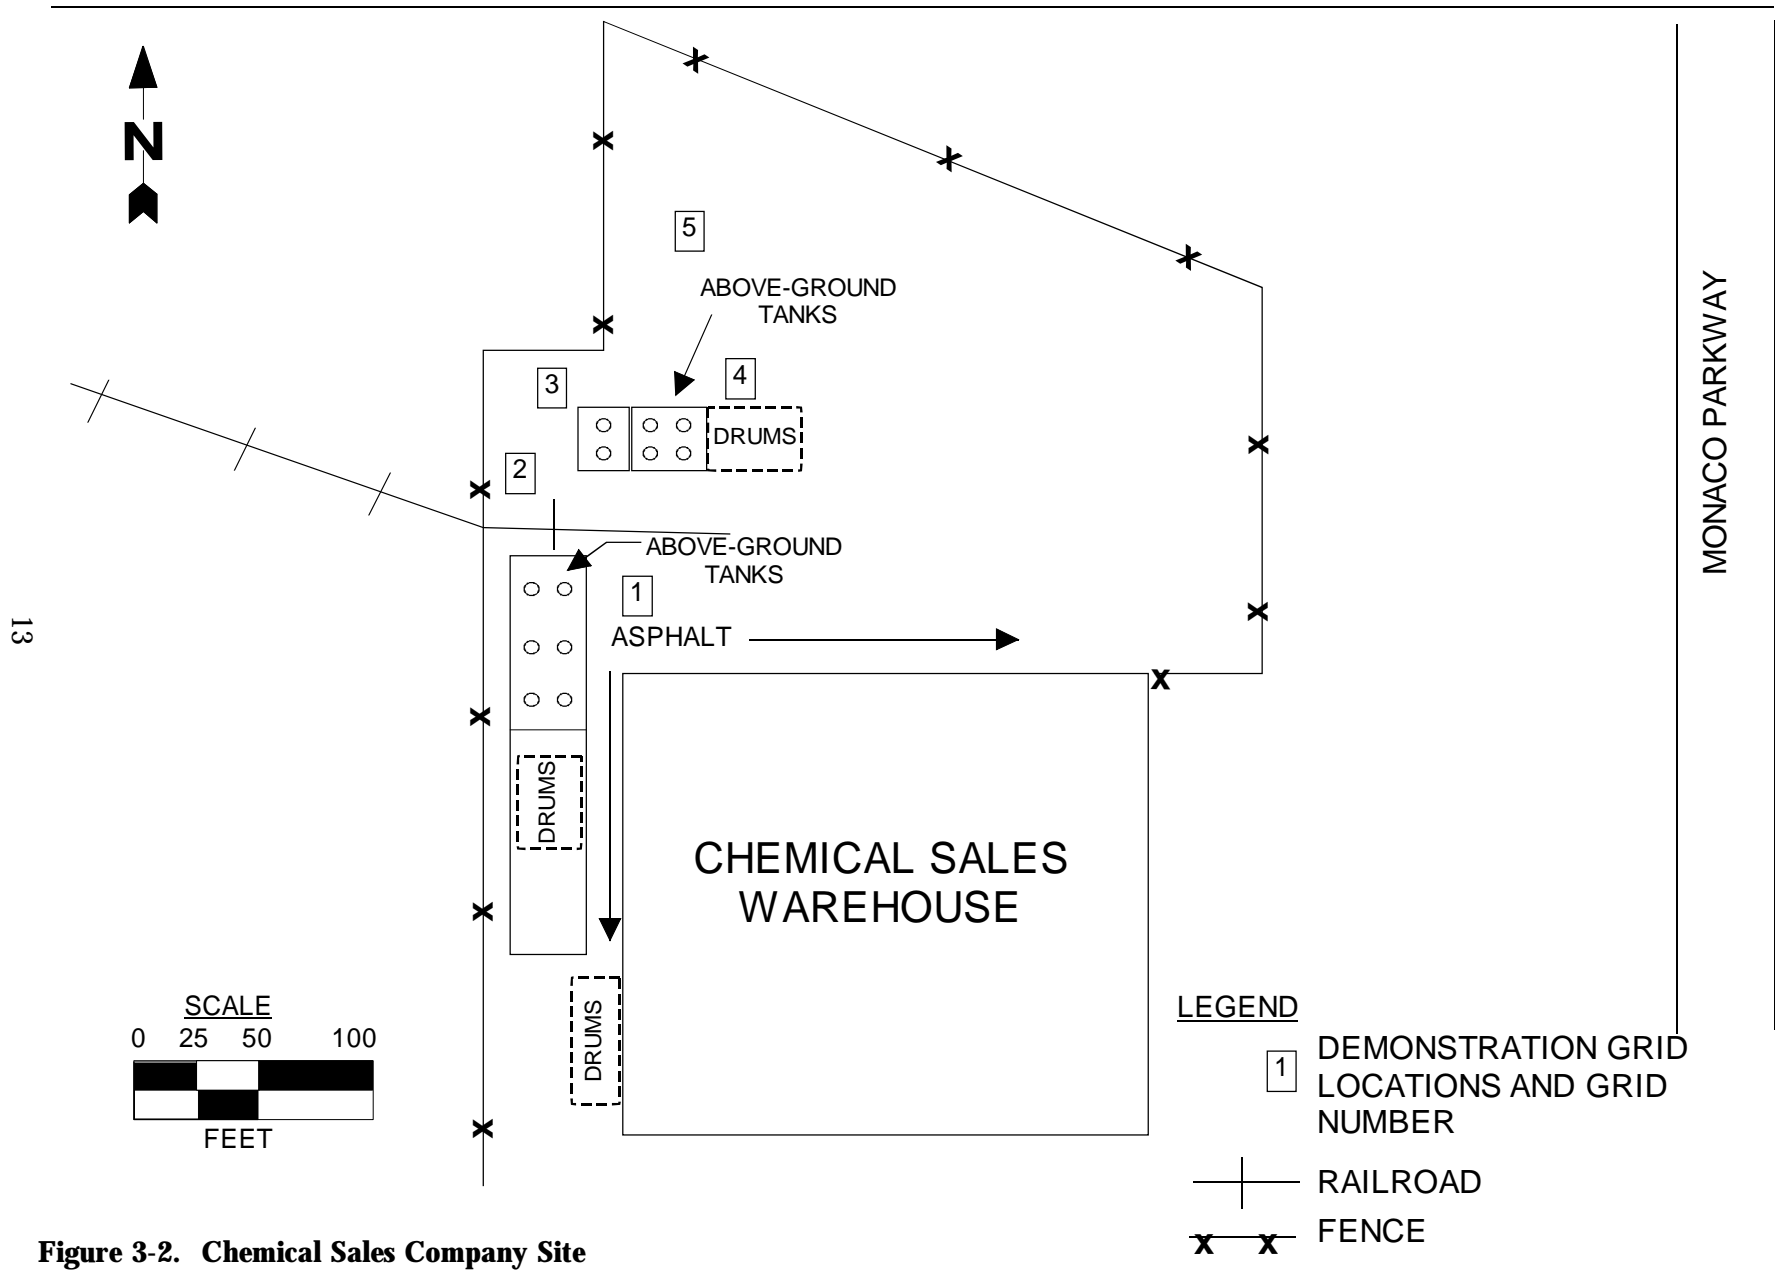 N
5
ABOVE-GROUND
TANKS
3
4
DRUMS
2
ABOVE-GROUND
TANKS
1
ASPHALT
MONACO PARKWAY
13
DRUMS
CHEMICAL SALES
WAREHOUSE
DRUMS
SCALE
0 25 50 100
FEET
LEGEND
1
DEMONSTRATION GRID
LOCATIONS AND GRID
NUMBER
RAILROAD
X X FENCE
Figure 3-2. Chemical Sales Company Site